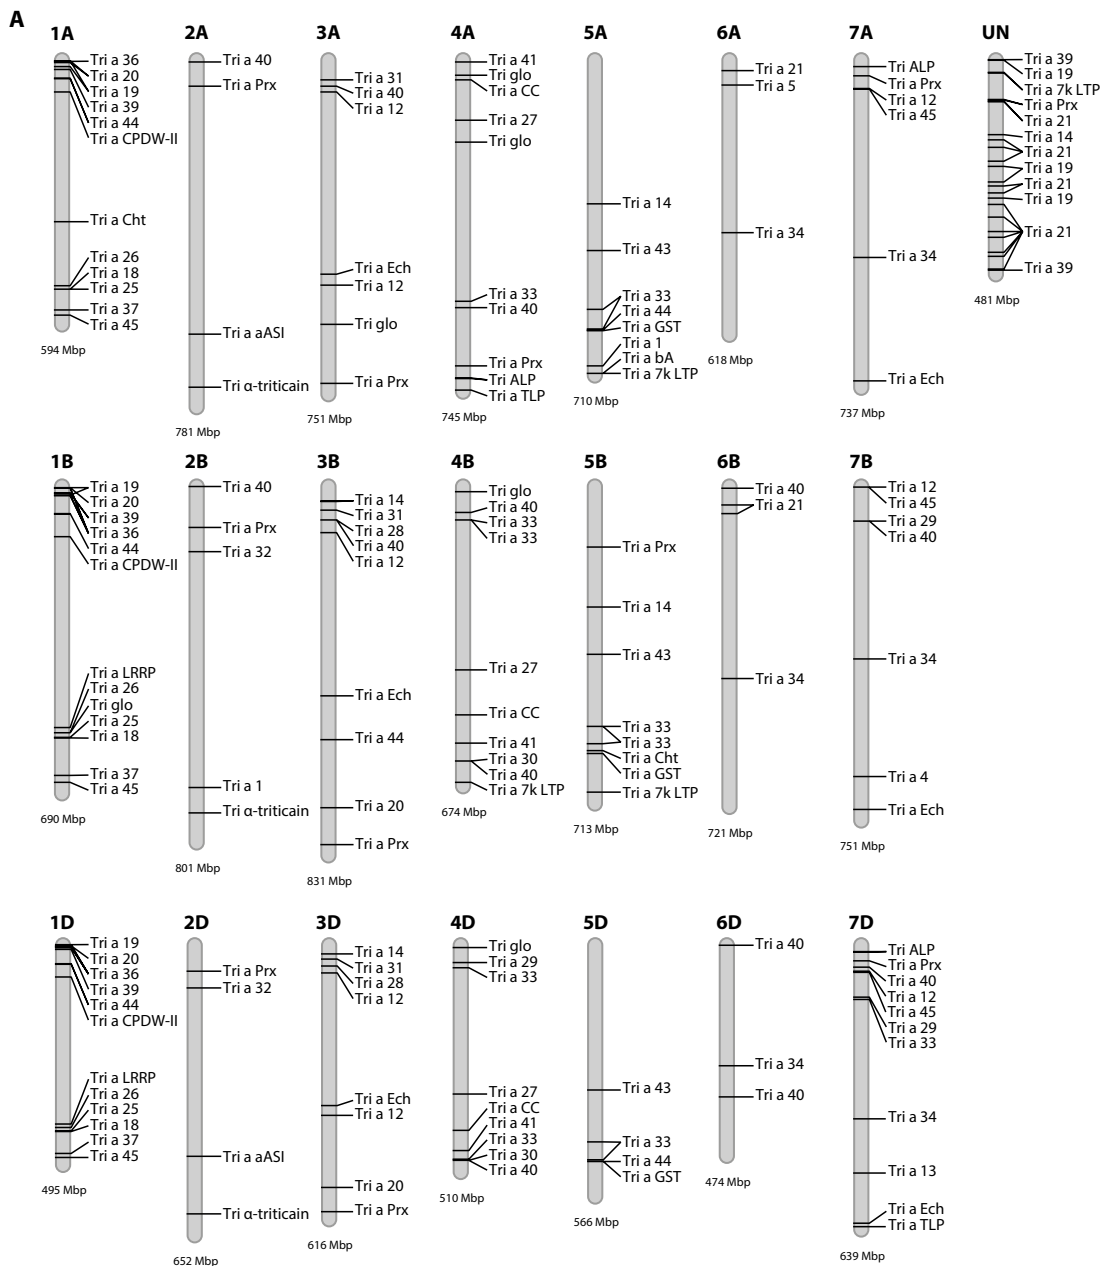 A
1A
Tri a 36
Tri a 20
Tri a 19
Tri a 39
Tri a 44
Tri a CPDW-II
Tri a Cht
Tri a 26
Tri a 18
Tri a 25
Tri a 37
Tri a 45
594 Mbp
2A
Tri a 40
Tri a Prx
Tri a aASI
Tri α-triticain
781 Mbp
3A
Tri a 31
Tri a 40
Tri a 12
Tri a Ech
Tri a 12
Tri glo
Tri a Prx
751 Mbp
4A
Tri a 41
Tri glo
Tri a CC
Tri a 27
Tri glo
Tri a 33
Tri a 40
Tri a Prx
Tri ALP
Tri a TLP
745 Mbp
5A
Tri a 14
Tri a 43
Tri a 33
Tri a 44
Tri a GST
Tri a 1
Tri a bA
Tri a 7k LTP
710 Mbp
6A
Tri a 21
Tri a 5
Tri a 34
618 Mbp
7A
Tri ALP
Tri a Prx
Tri a 12
Tri a 45
Tri a 34
Tri a Ech
737 Mbp
UN
Tri a 39
Tri a 19
Tri a 7k LTP
Tri a Prx
Tri a 21
Tri a 14
Tri a 21
Tri a 19
Tri a 21
Tri a 19
Tri a 21
Tri a 39
481 Mbp
1B
Tri a 19
Tri a 20
Tri a 39
Tri a 36
Tri a 44
Tri a CPDW-II
Tri a LRRP
Tri a 26
Tri glo
Tri a 25
Tri a 18
Tri a 37
Tri a 45
690 Mbp
2B
Tri a 40
Tri a Prx
Tri a 32
Tri a 1
Tri α-triticain
801 Mbp
3B
Tri a 14
Tri a 31
Tri a 28
Tri a 40
Tri a 12
Tri a Ech
Tri a 44
Tri a 20
Tri a Prx
831 Mbp
4B
Tri glo
Tri a 40
Tri a 33
Tri a 33
Tri a 27
Tri a CC
Tri a 41
Tri a 30
Tri a 40
Tri a 7k LTP
674 Mbp
5B
Tri a Prx
Tri a 14
Tri a 43
Tri a 33
Tri a 33
Tri a Cht
Tri a GST
Tri a 7k LTP
713 Mbp
6B
Tri a 40
Tri a 21
Tri a 34
721 Mbp
7B
Tri a 12
Tri a 45
Tri a 29
Tri a 40
Tri a 34
Tri a 4
Tri a Ech
751 Mbp
1D
Tri a 19
Tri a 20
Tri a 36
Tri a 39
Tri a 44
Tri a CPDW-II
Tri a LRRP
Tri a 26
Tri a 25
Tri a 18
Tri a 37
Tri a 45
495 Mbp
2D
Tri a Prx
Tri a 32
Tri a aASI
Tri α-triticain
652 Mbp
3D
Tri a 14
Tri a 31
Tri a 28
Tri a 12
Tri a Ech
Tri a 12
Tri a 20
Tri a Prx
616 Mbp
4D
Tri glo
Tri a 29
Tri a 33
Tri a 27
Tri a CC
Tri a 41
Tri a 33
Tri a 30
Tri a 40
510 Mbp
5D
Tri a 43
Tri a 33
Tri a 44
Tri a GST
566 Mbp
6D
Tri a 40
Tri a 34
Tri a 40
474 Mbp
7D
Tri ALP
Tri a Prx
Tri a 40
Tri a 12
Tri a 45
Tri a 29
Tri a 33
Tri a 34
Tri a 13
Tri a Ech
Tri a TLP
639 Mbp